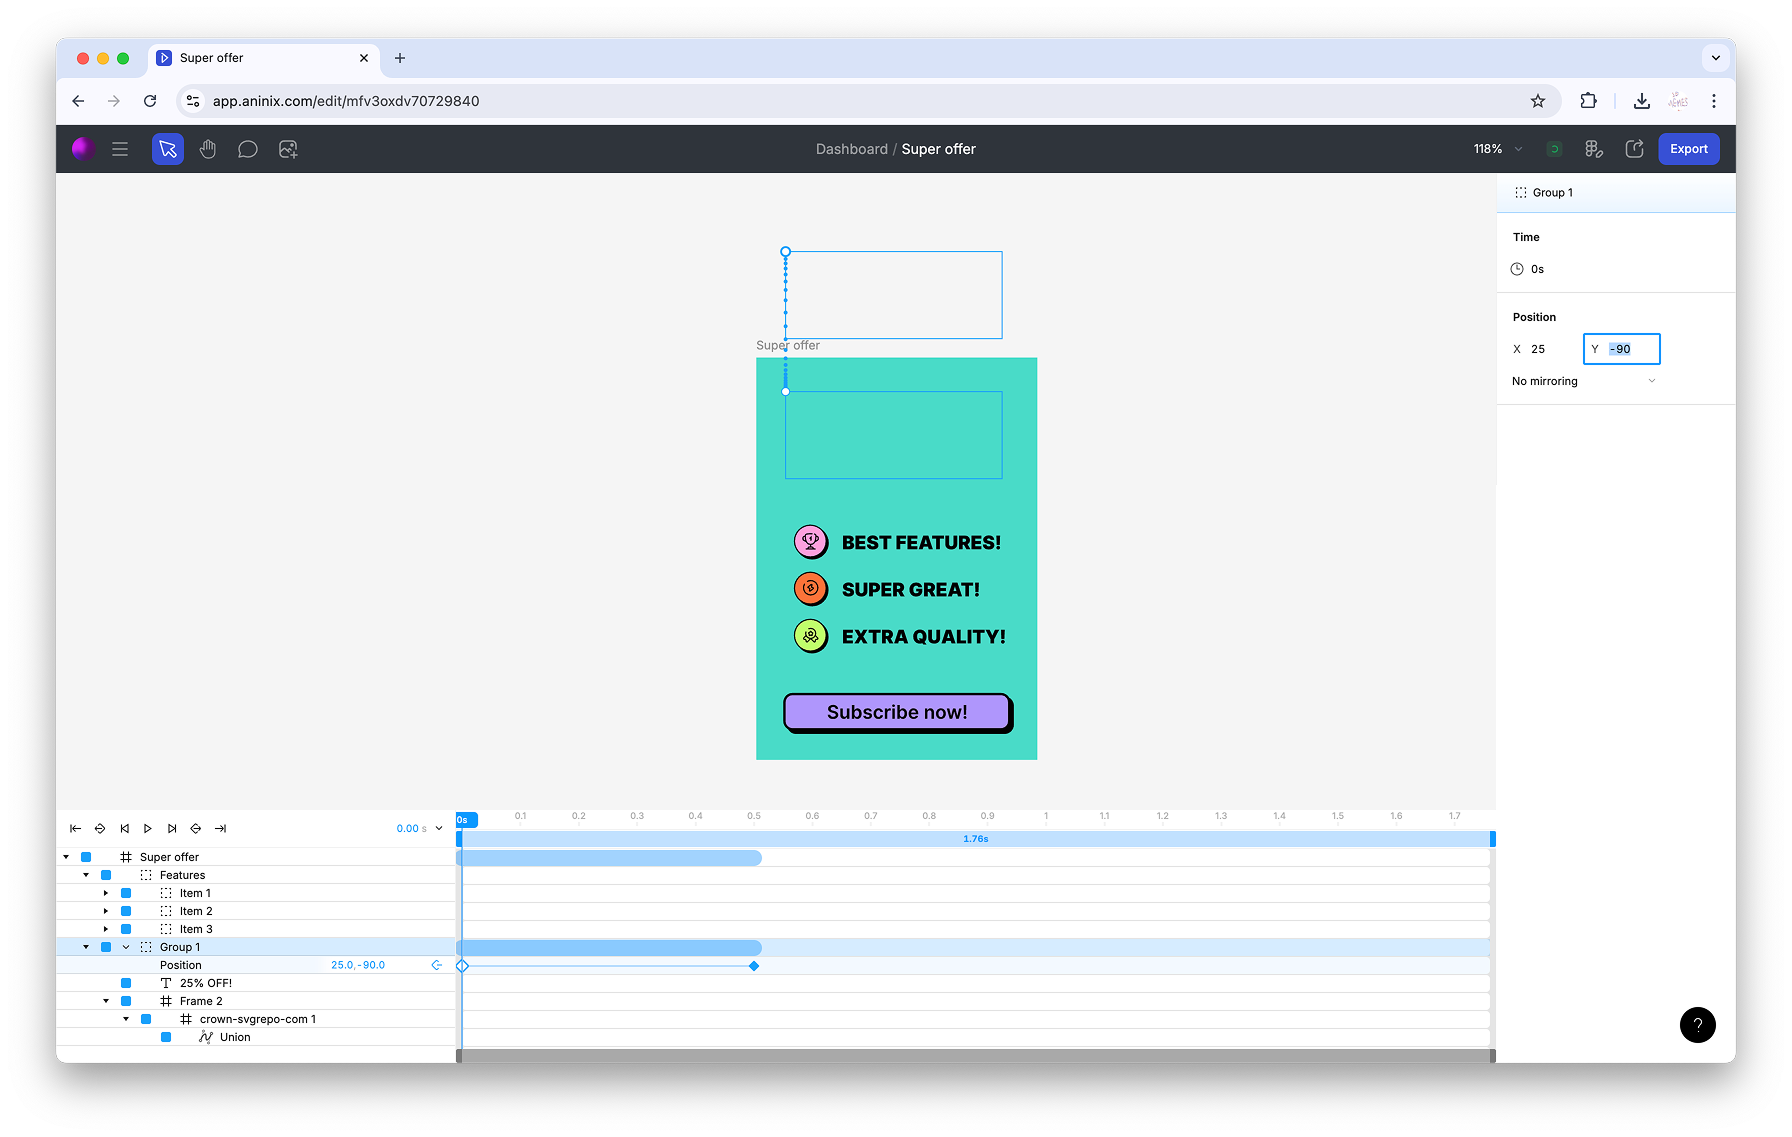 Super offer
app.aninix.com/edit/mfv3oxdv70729840
Dashboard / Super offer
118%
Export
Group 1
Time
0s
Position
X 25
Y -90
No mirroring
Super offer
BEST FEATURES!
SUPER GREAT!
EXTRA QUALITY!
Subscribe now!
0.00 s
0s 0.1 0.2 0.3 0.4 0.5 0.6 0.7 0.8 0.9 1 1.1 1.2 1.3 1.4 1.5 1.6 1.7
1.76s
Super offer
Features
Item 1
Item 2
Item 3
Group 1
Position 25.0,-90.0
T 25% OFF!
Frame 2
crown-svgrepo-com 1
Union
?